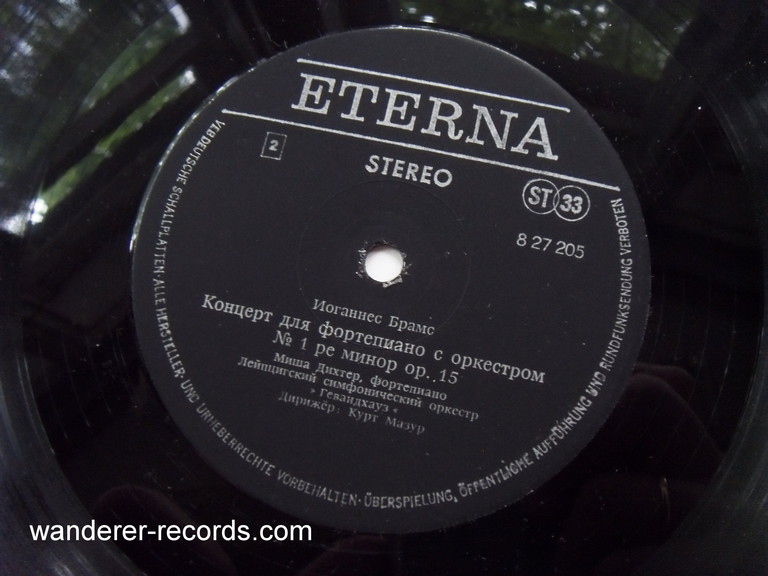 ETERNA
2
STEREO
ST 33
8 27 205
Иоганнес Брамс
Концерт для фортепиано с оркестром
№ 1 ре минор ор. 15
Миша Дихтер, фортепиано
Лейпцигский симфонический оркестр
» Гевандхауз «
Дирижёр: Курт Мазур
VEB DEUTSCHE SCHALLPLATTEN · ALLE HERSTELLER- UND URHEBERRECHTE VORBEHALTEN · ÜBERSPIELUNG, ÖFFENTLICHE AUFFÜHRUNG UND RUNDFUNKSENDUNG VERBOTEN
wanderer-records.com